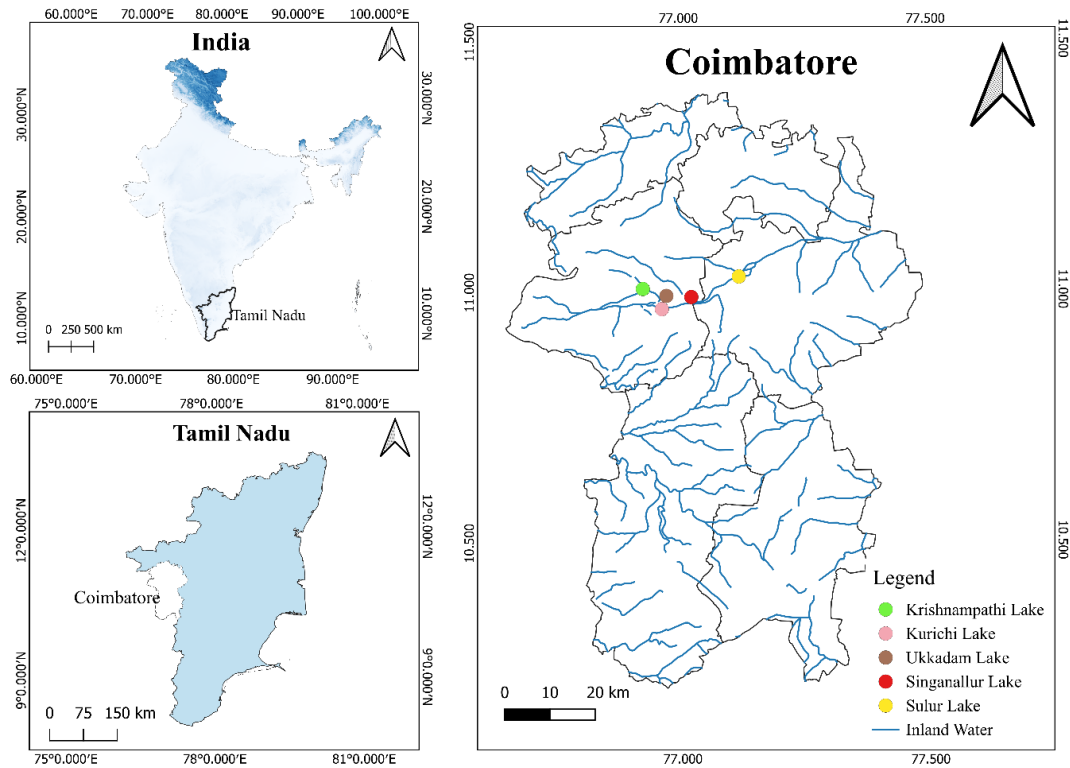 60.000°E 70.000°E 80.000°E 90.000°E 100.000°E
India
30.000°N
20.000°N
10.000°N
30.000°N
20.000°N
10.000°N
Tamil Nadu
0 250 500 km
60.000°E 70.000°E 80.000°E 90.000°E
75°0.000'E 78°0.000'E 81°0.000'E
Tamil Nadu
12°0.000'N
9°0.000'N
12°0.000'N
9°0.000'N
Coimbatore
0 75 150 km
75°0.000'E 78°0.000'E 81°0.000'E
77.000 77.500
Coimbatore
11.500
11.000
10.500
11.500
11.000
10.500
Legend
Krishnampathi Lake
Kurichi Lake
Ukkadam Lake
Singanallur Lake
Sulur Lake
Inland Water
0 10 20 km
77.000 77.500